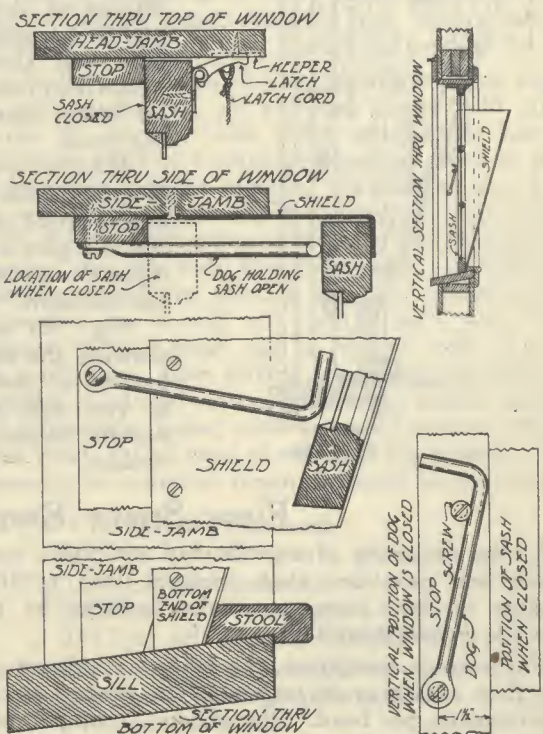 SECTION THRU TOP OF WINDOW
HEAD-JAMB
STOP
KEEPER
LATCH
LATCH CORD
SASH
CLOSED
SASH
SECTION THRU SIDE OF WINDOW
SIDE-JAMB
SHIELD
STOP
LOCATION OF SASH
WHEN CLOSED
DOG HOLDING
SASH OPEN
SASH
VERTICAL SECTION THRU WINDOW
SHIELD
SASH
STOP
SHIELD
SASH
SIDE-JAMB
SIDE-JAMB
STOP
BOTTOM
END OF
SHIELD
STOOL
SILL
SECTION THRU
BOTTOM OF WINDOW
VERTICAL POSITION OF DOG
WHEN WINDOW IS CLOSED
STOP
SCREW
DOG
POSITION OF SASH
WHEN CLOSED
1½"